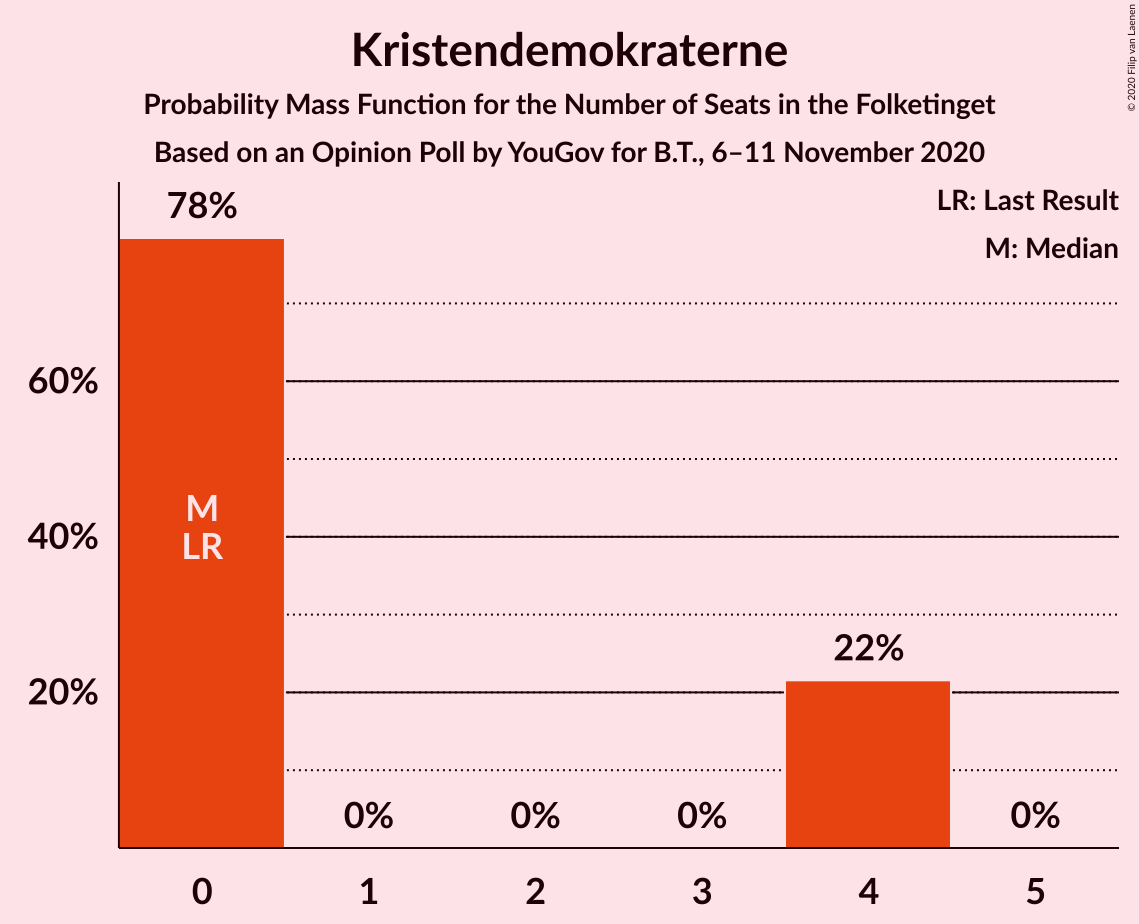 Kristendemokraterne
Probability Mass Function for the Number of Seats in the Folketinget
Based on an Opinion Poll by YouGov for B.T., 6–11 November 2020
© 2020 Filip van Laenen
LR: Last Result
M: Median
78%
60%
40%
20%
M
LR
0%
0%
0%
22%
0%
0
1
2
3
4
5